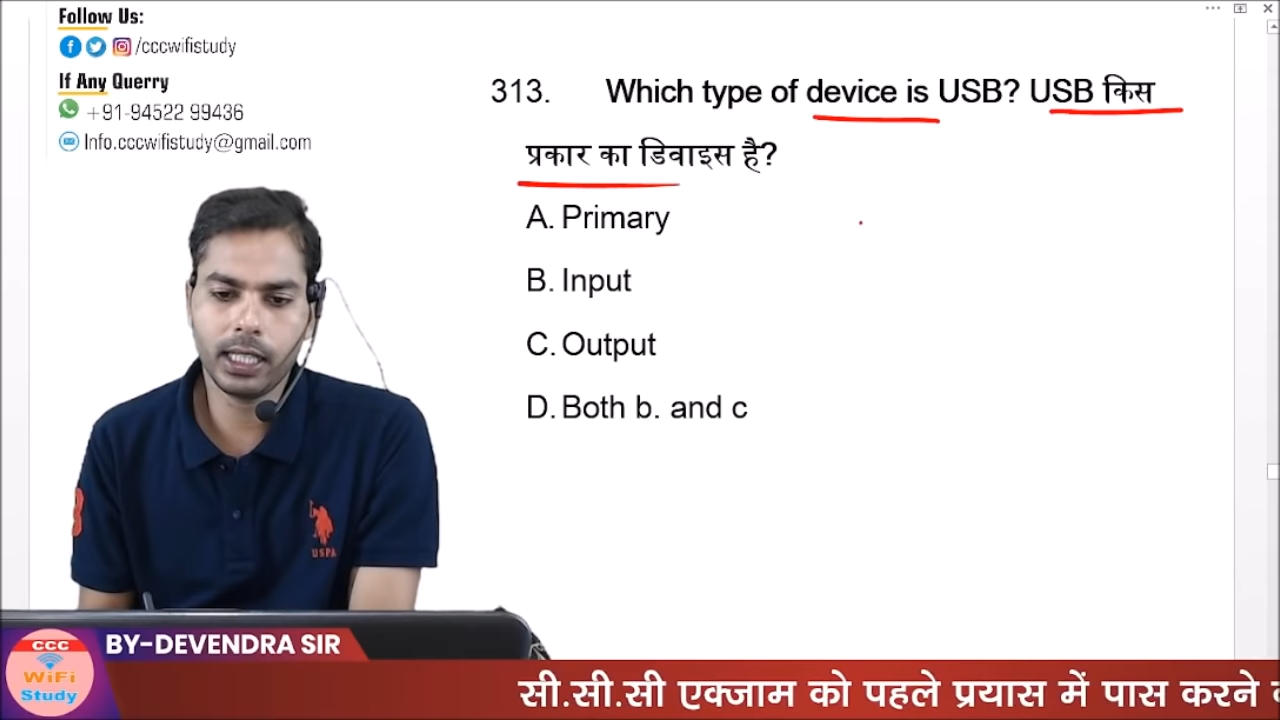 Follow Us:
/cccwifistudy
If Any Querry
+91-94522 99436
Info.cccwifistudy@gmail.com
313. Which type of device is USB? USB किस
प्रकार का डिवाइस है?
A. Primary
B. Input
C. Output
D. Both b. and c
USPA
BY-DEVENDRA SIR
CCC
WiFi
Study
सी.सी.सी एक्जाम को पहले प्रयास में पास करने